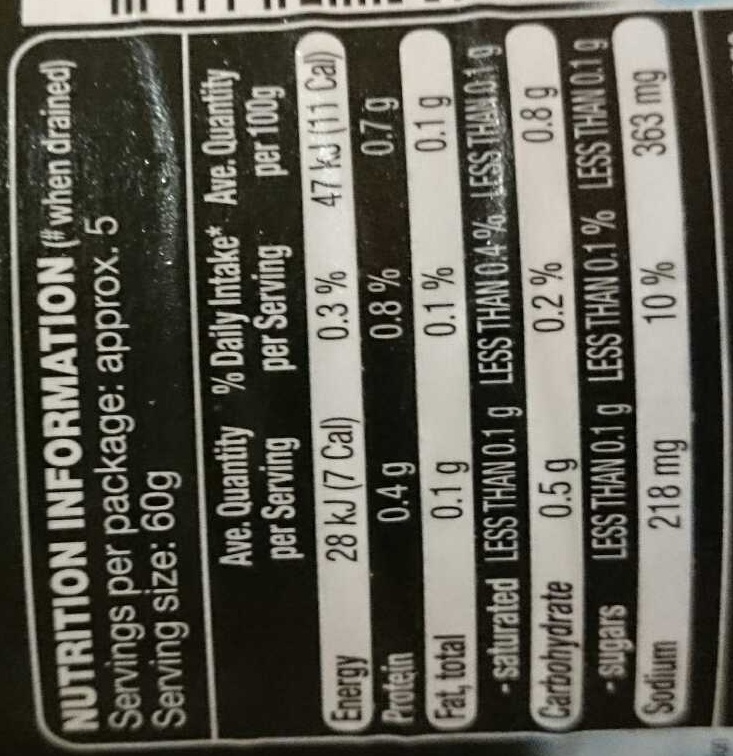 NUTRITION INFORMATION (# when drained)
Servings per package: approx. 5
Serving size: 60g
Ave. Quantity % Daily Intake* Ave. Quantity
per Serving per Serving per 100g
Energy 28 kJ (7 Cal) 0.3 % 47 kJ (11 Cal)
Protein 0.4 g 0.8 % 0.7 g
Fat, total 0.1 g 0.1 % 0.1 g
- saturated LESS THAN 0.1 g LESS THAN 0.4 % LESS THAN 0.1 g
Carbohydrate 0.5 g 0.2 % 0.8 g
- sugars LESS THAN 0.1 g LESS THAN 0.1 % LESS THAN 0.1 g
Sodium 218 mg 10 % 363 mg